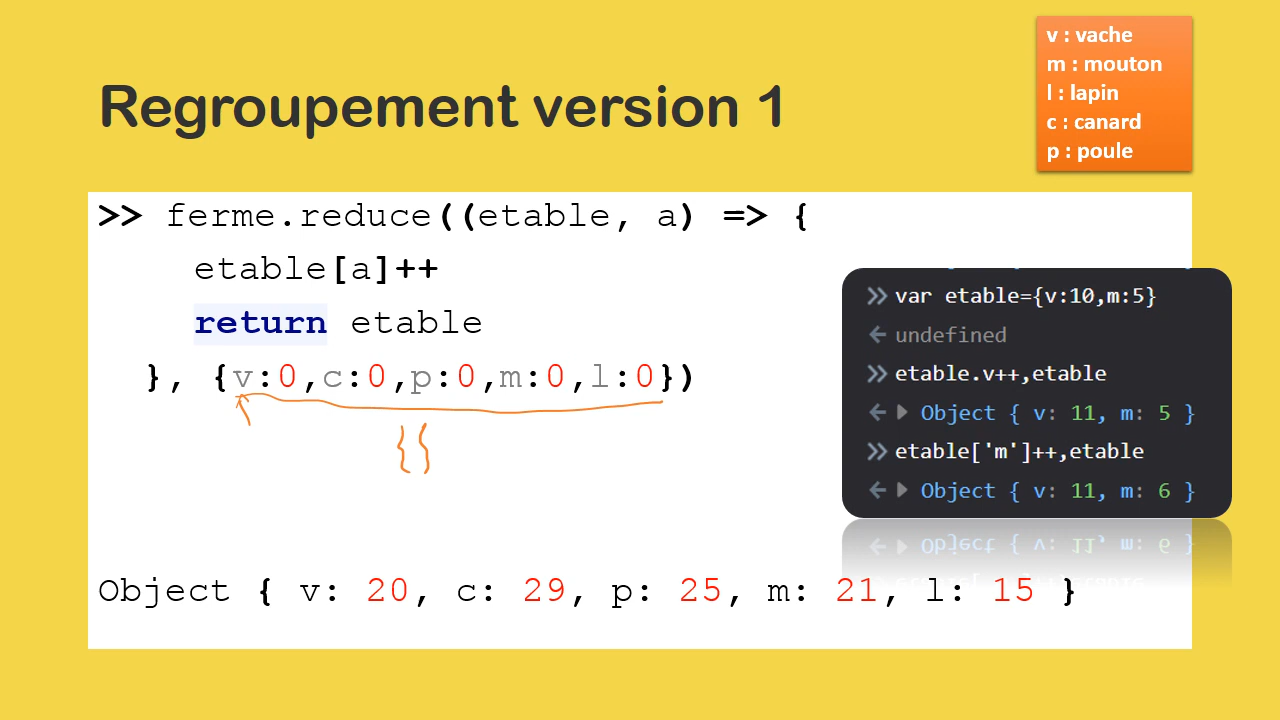 v : vache
m : mouton
l : lapin
c : canard
p : poule
Regroupement version 1
>> ferme.reduce((etable, a) => {
etable[a]++
return etable
}, {v:0,c:0,p:0,m:0,l:0})
{}
Object { v: 20, c: 29, p: 25, m: 21, l: 15 }
>> var etable={v:10,m:5}
← undefined
>> etable.v++,etable
← ▶ Object { v: 11, m: 5 }
>> etable['m']++,etable
← ▶ Object { v: 11, m: 6 }